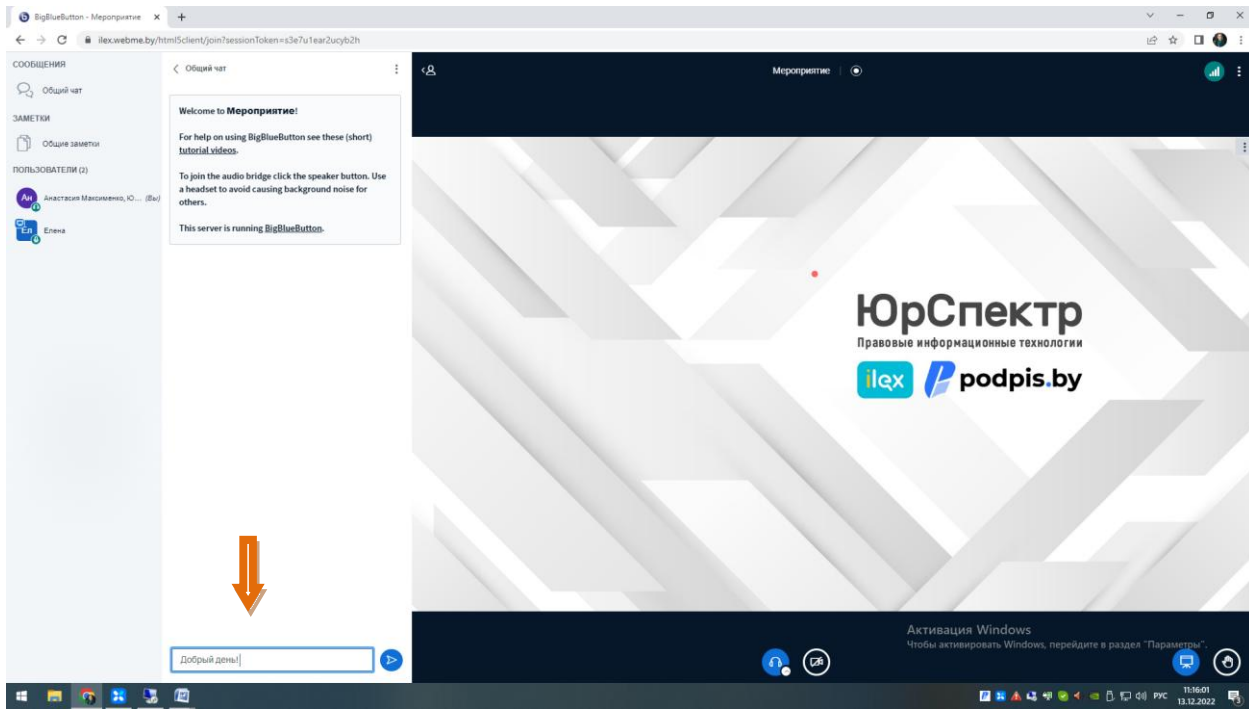 BigBlueButton - Мероприятие
ilex.webme.by/html5client/join?sessionToken=s3e7u1ear2ucyb2h
СООБЩЕНИЯ
Общий чат
ЗАМЕТКИ
Общие заметки
ПОЛЬЗОВАТЕЛИ (2)
Ан
Анастасия Максименко, Ю... (Вы)
Ел
Елена
Общий чат
Welcome to Мероприятие!
For help on using BigBlueButton see these (short)
tutorial videos.
To join the audio bridge click the speaker button. Use
a headset to avoid causing background noise for
others.
This server is running BigBlueButton.
Добрый день!
Мероприятие
ЮрСпектр
Правовые информационные технологии
ilex
podpis.by
Активация Windows
Чтобы активировать Windows, перейдите в раздел "Параметры".
РУС
11:16:01
13.12.2022